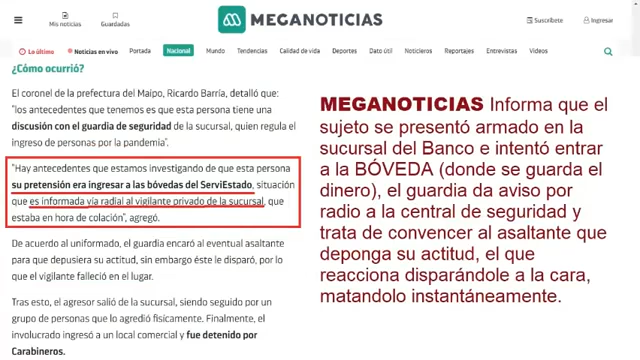 MEGANOTICIAS
Mis noticias
Guardadas
Suscríbete
Ingresar
Lo último
Noticias en vivo
Portada
Nacional
Mundo
Tendencias
Calidad de vida
Deportes
Dato útil
Noticieros
Reportajes
Entrevistas
Videos
¿Cómo ocurrió?
El coronel de la prefectura del Maipo, Ricardo Barría, detalló que:
"los antecedentes que tenemos es que esta persona tiene una
discusión con el guardia de seguridad de la sucursal, quien regula el
ingreso de personas por la pandemia".
"Hay antecedentes que estamos investigando de que esta persona
su pretensión era ingresar a las bóvedas del ServiEstado, situación
que es informada vía radial al vigilante privado de la sucursal, que
estaba en hora de colación", agregó.
De acuerdo al uniformado, el guardia encaró al eventual asaltante
para que depusiera su actitud, sin embargo éste le disparó, por lo
que el vigilante falleció en el lugar.
Tras esto, el agresor salió de la sucursal, siendo seguido por un
grupo de personas que lo agredió físicamente. Finalmente, el
involucrado ingresó a un local comercial y fue detenido por
Carabineros.
MEGANOTICIAS Informa que el
sujeto se presentó armado en la
sucursal del Banco e intentó entrar
a la BÓVEDA (donde se guarda el
dinero), el guardia da aviso por
radio a la central de seguridad y
trata de convencer al asaltante que
deponga su actitud, el que
reacciona disparándole a la cara,
matandolo instantáneamente.